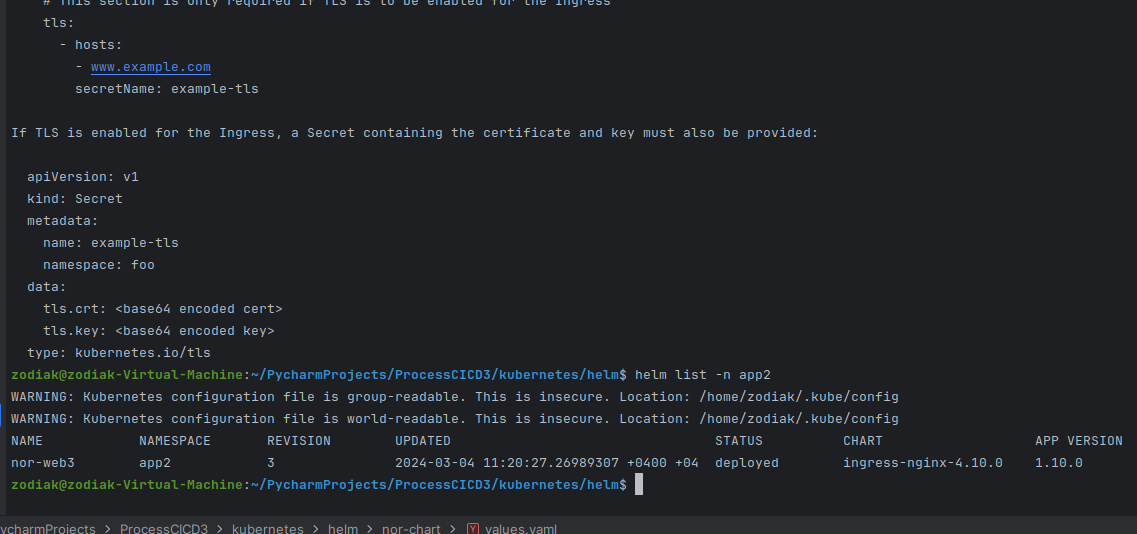 # This section is only required if TLS is to be enabled for the Ingress
tls:
- hosts:
- www.example.com
secretName: example-tls
If TLS is enabled for the Ingress, a Secret containing the certificate and key must also be provided:
apiVersion: v1
kind: Secret
metadata:
name: example-tls
namespace: foo
data:
tls.crt: <base64 encoded cert>
tls.key: <base64 encoded key>
type: kubernetes.io/tls
zodiak@zodiak-Virtual-Machine:~/PycharmProjects/ProcessCICD3/kubernetes/helm$ helm list -n app2
WARNING: Kubernetes configuration file is group-readable. This is insecure. Location: /home/zodiak/.kube/config
WARNING: Kubernetes configuration file is world-readable. This is insecure. Location: /home/zodiak/.kube/config
NAME NAMESPACE REVISION UPDATED STATUS CHART APP VERSION
nor-web3 app2 3 2024-03-04 11:20:27.26989307 +0400 +04 deployed ingress-nginx-4.10.0 1.10.0
zodiak@zodiak-Virtual-Machine:~/PycharmProjects/ProcessCICD3/kubernetes/helm$
ycharmProjects > ProcessCICD3 > kubernetes > helm > nor-chart > Y values.yaml